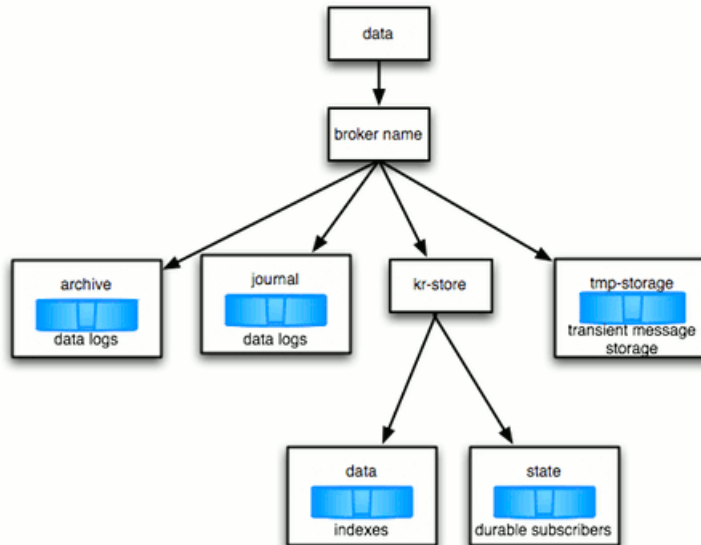 data
broker name
archive
data logs
journal
data logs
kr-store
tmp-storage
transient message
storage
data
indexes
state
durable subscribers